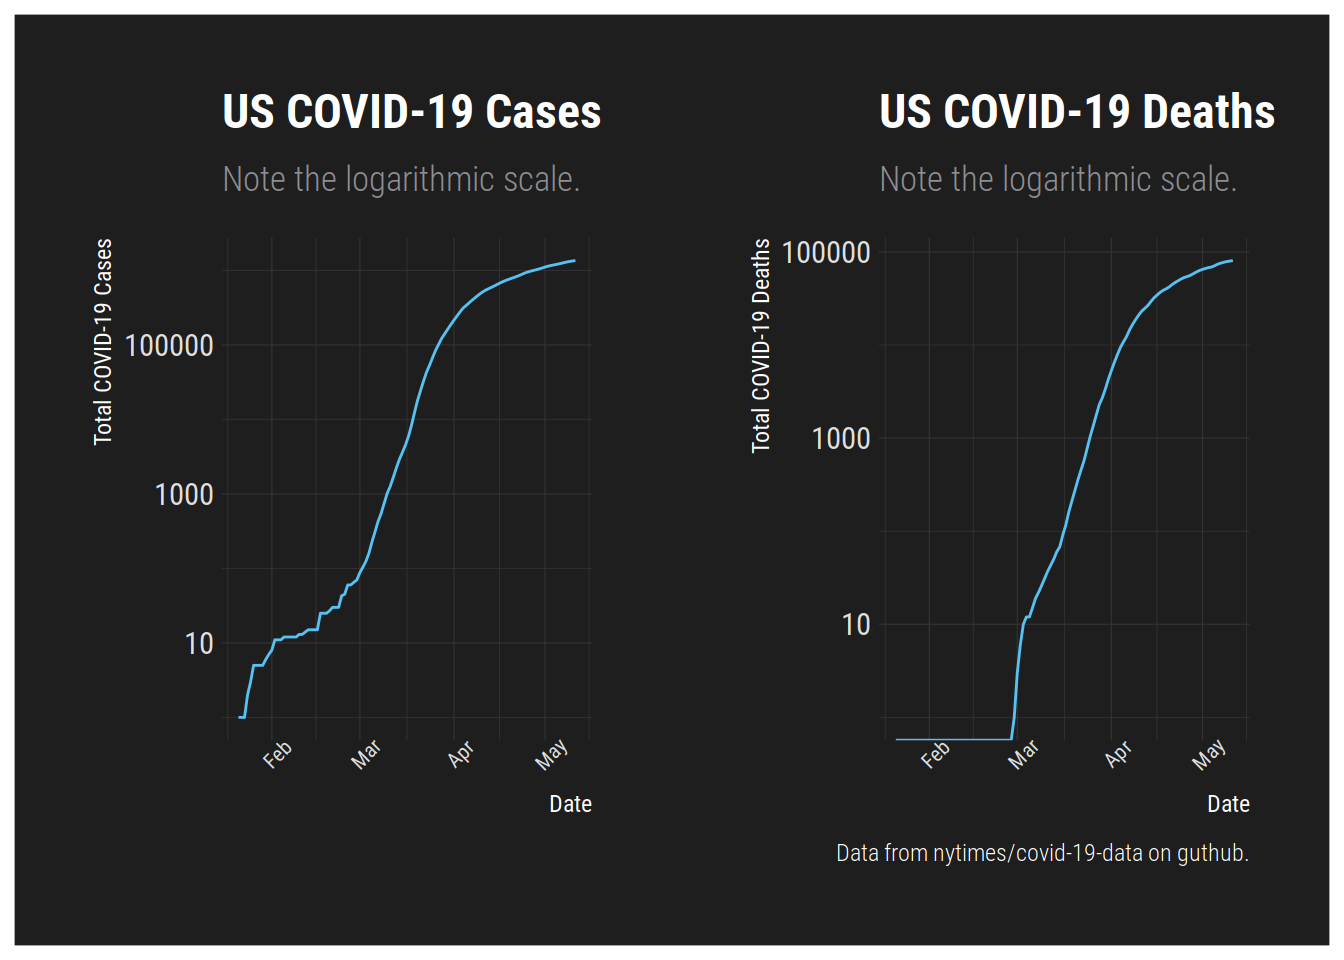 US COVID-19 Cases
Note the logarithmic scale.
Total COVID-19 Cases
100000
1000
10
Feb
Mar
Apr
May
Date
US COVID-19 Deaths
Note the logarithmic scale.
Total COVID-19 Deaths
100000
1000
10
Feb
Mar
Apr
May
Date
Data from nytimes/covid-19-data on guthub.